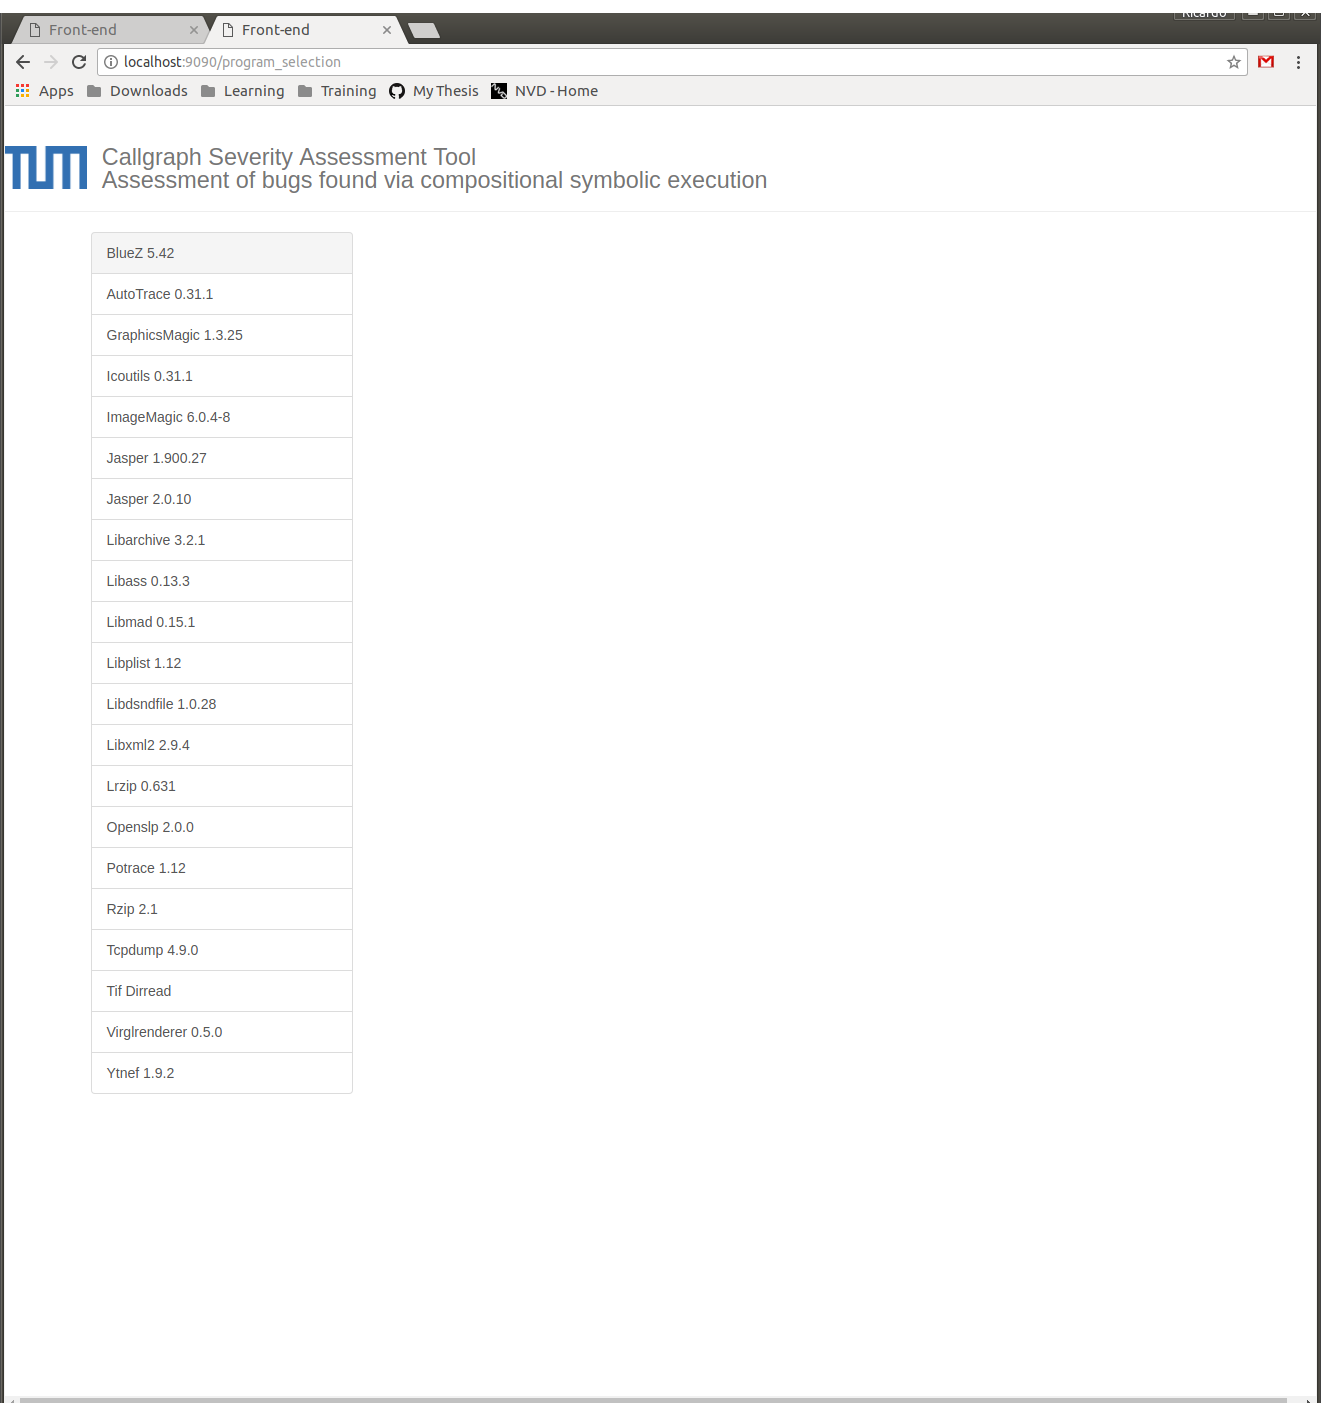 Ricardo
Front-end
Front-end
localhost:9090/program_selection
Apps Downloads Learning Training My Thesis NVD - Home
TUM
Callgraph Severity Assessment Tool
Assessment of bugs found via compositional symbolic execution
BlueZ 5.42
AutoTrace 0.31.1
GraphicsMagic 1.3.25
Icoutils 0.31.1
ImageMagic 6.0.4-8
Jasper 1.900.27
Jasper 2.0.10
Libarchive 3.2.1
Libass 0.13.3
Libmad 0.15.1
Libplist 1.12
Libdsndfile 1.0.28
Libxml2 2.9.4
Lrzip 0.631
Openslp 2.0.0
Potrace 1.12
Rzip 2.1
Tcpdump 4.9.0
Tif Dirread
Virglrenderer 0.5.0
Ytnef 1.9.2